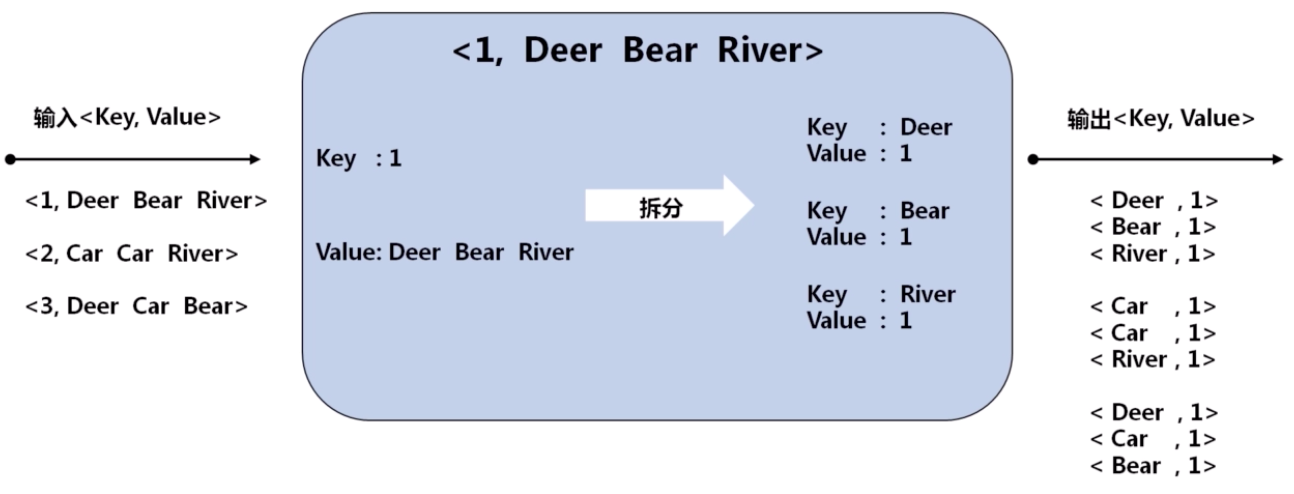 <1, Deer Bear River>
输入<Key, Value>
<1, Deer Bear River>
<2, Car Car River>
<3, Deer Car Bear>
Key : 1
Value: Deer Bear River
拆分
Key : Deer
Value : 1
Key : Bear
Value : 1
Key : River
Value : 1
输出<Key, Value>
< Deer , 1>
< Bear , 1>
< River , 1>
< Car , 1>
< Car , 1>
< River , 1>
< Deer , 1>
< Car , 1>
< Bear , 1>